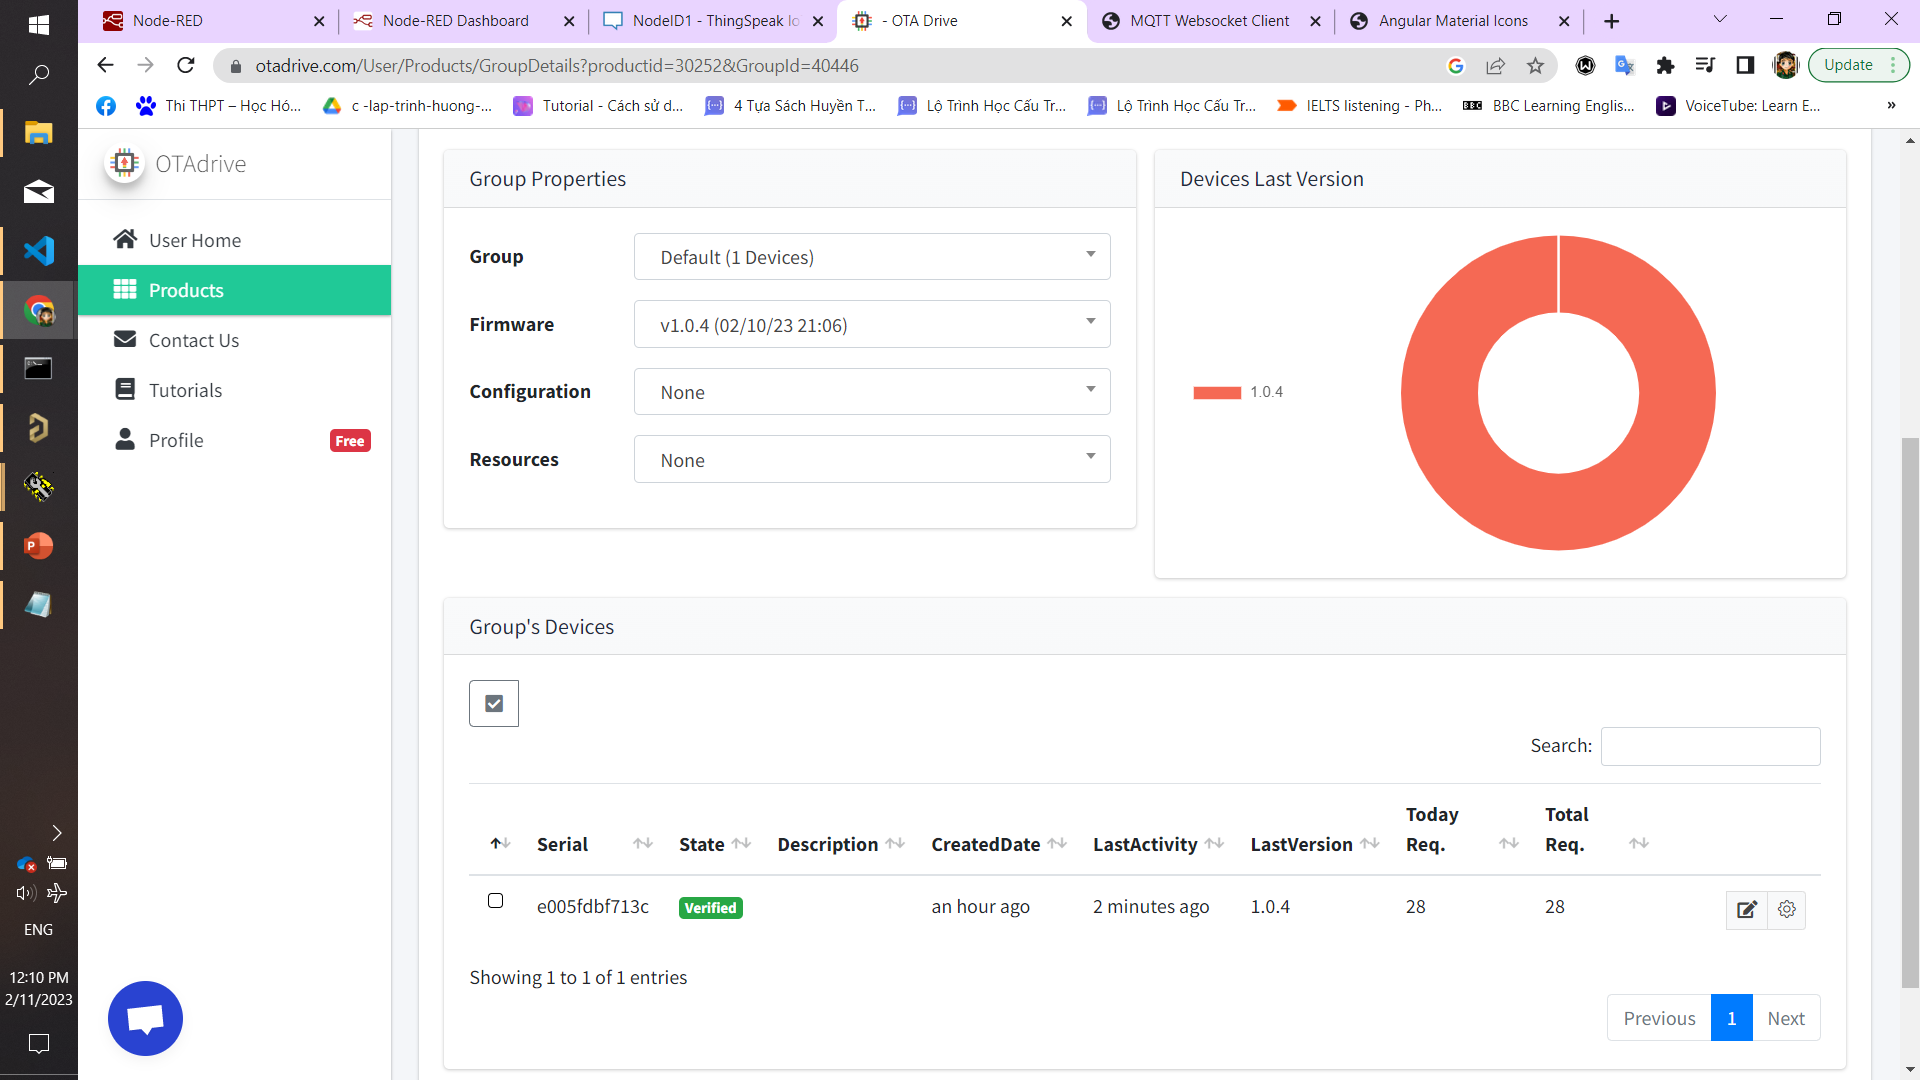 Node-RED
Node-RED Dashboard
NodeID1 - ThingSpeak Io
- OTA Drive
MQTT Websocket Client
Angular Material Icons
otadrive.com/User/Products/GroupDetails?productid=30252&GroupId=40446
Update
Thi THPT – Học Hó...
c -lap-trinh-huong-...
Tutorial - Cách sử d...
4 Tựa Sách Huyền T...
Lộ Trình Học Cấu Tr...
Lộ Trình Học Cấu Tr...
IELTS listening - Ph...
BBC
BBC Learning Englis...
VoiceTube: Learn E...
»
OTAdrive
User Home
Products
Contact Us
Tutorials
Profile
Free
Group Properties
Group
Default (1 Devices)
Firmware
v1.0.4 (02/10/23 21:06)
Configuration
None
Resources
None
Devices Last Version
1.0.4
Group's Devices
Search:
Serial
State
Description
CreatedDate
LastActivity
LastVersion
Today
Req.
Total
Req.
e005fdbf713c
Verified
an hour ago
2 minutes ago
1.0.4
28
28
Showing 1 to 1 of 1 entries
Previous
1
Next
ENG
12:10 PM
2/11/2023